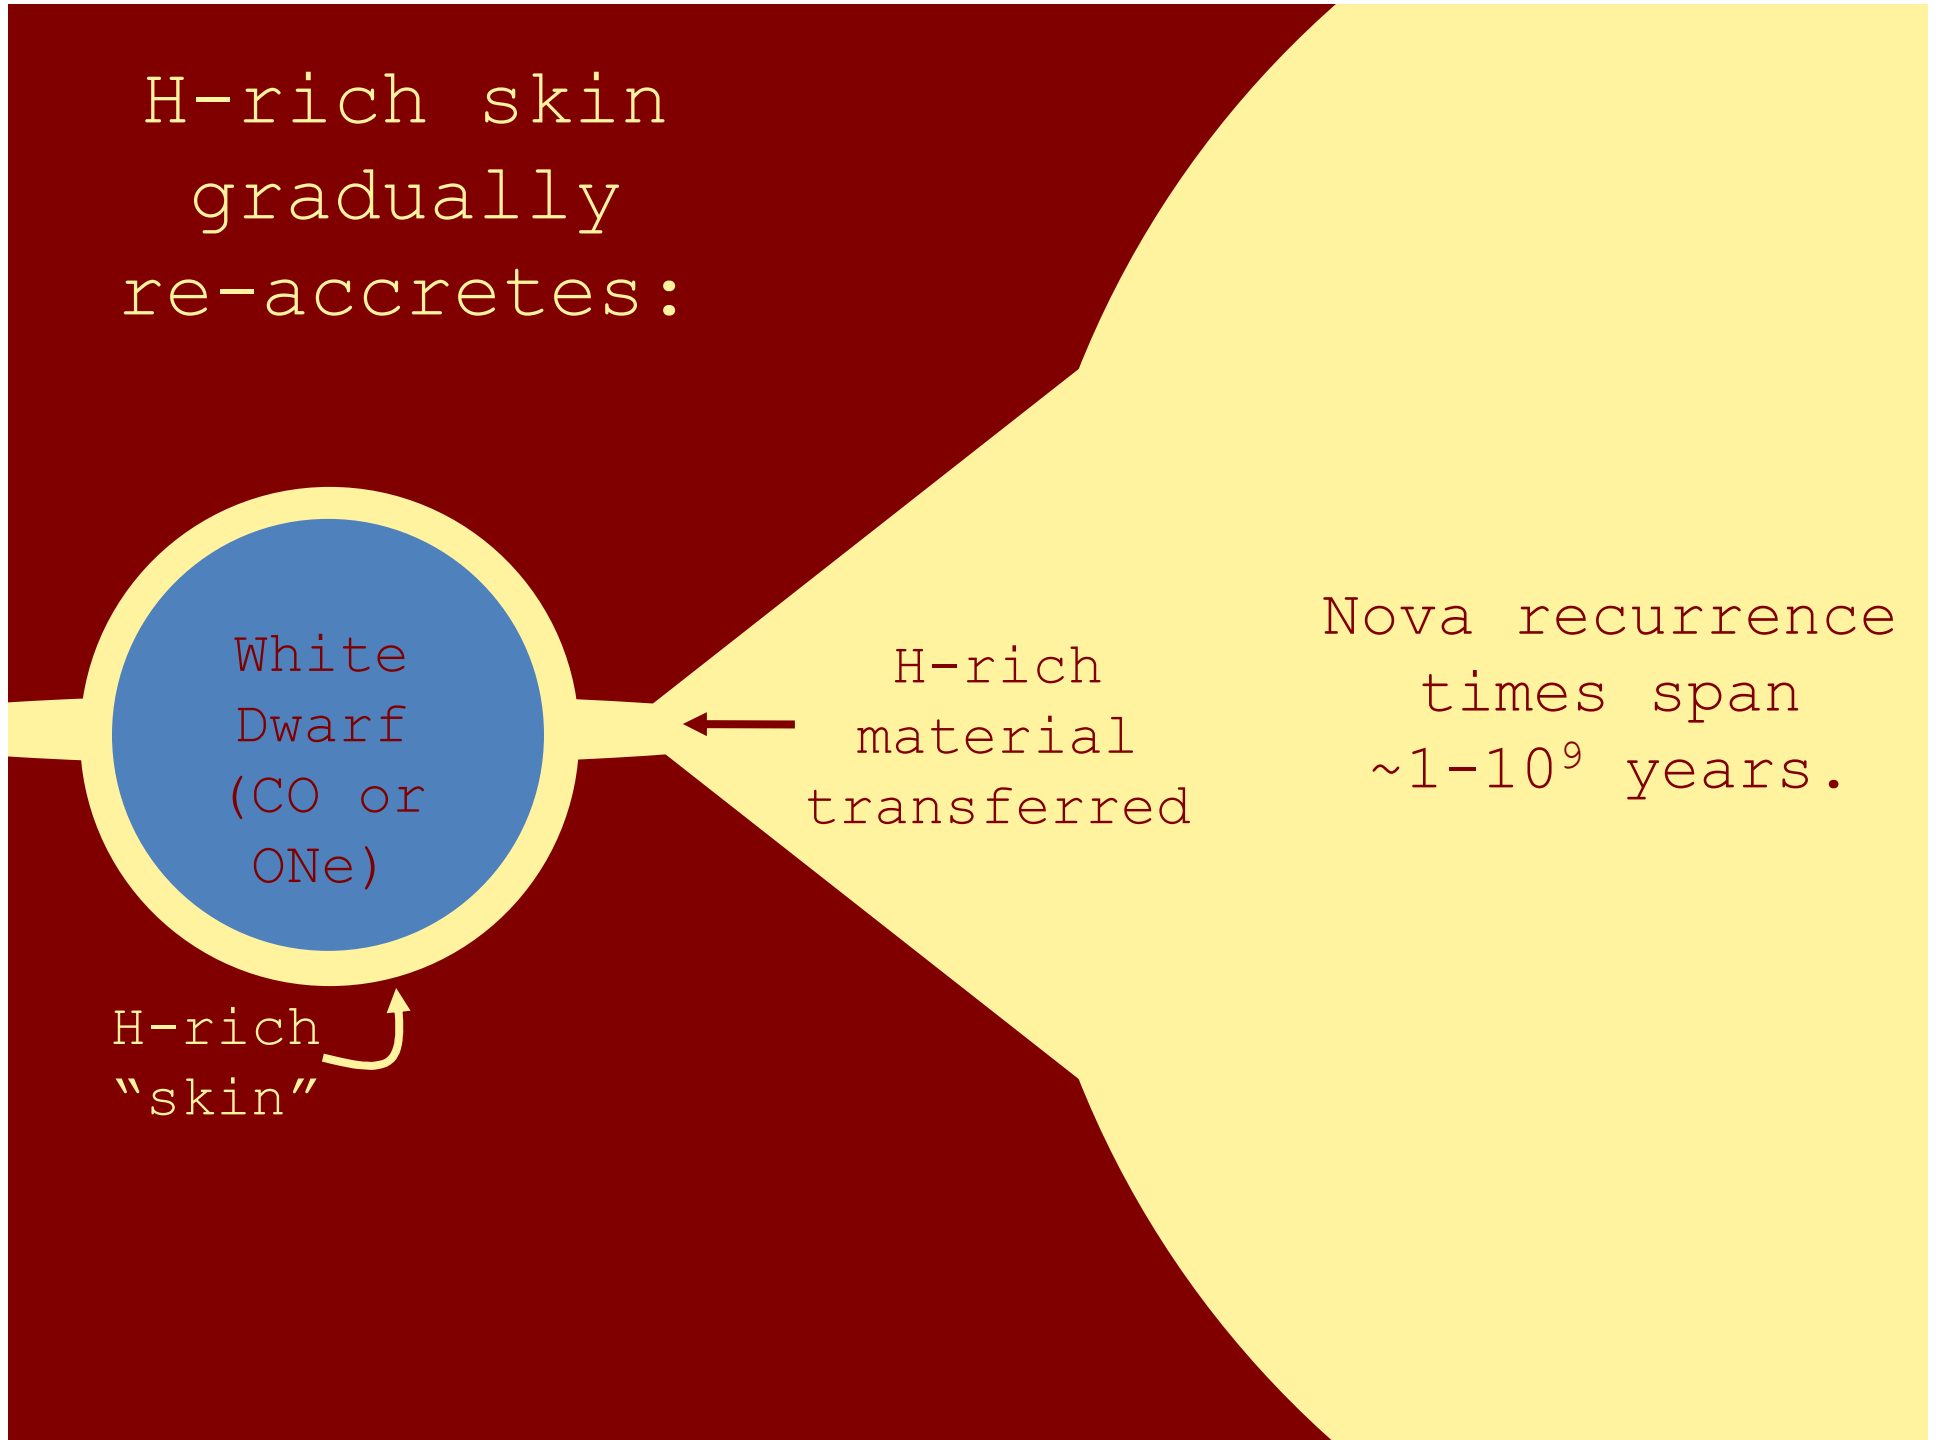 H-rich skin
gradually
re-accretes:
White
Dwarf
(CO or
ONe)
H-rich
material
transferred
Nova recurrence
times span
~1-10⁹ years.
H-rich
“skin”